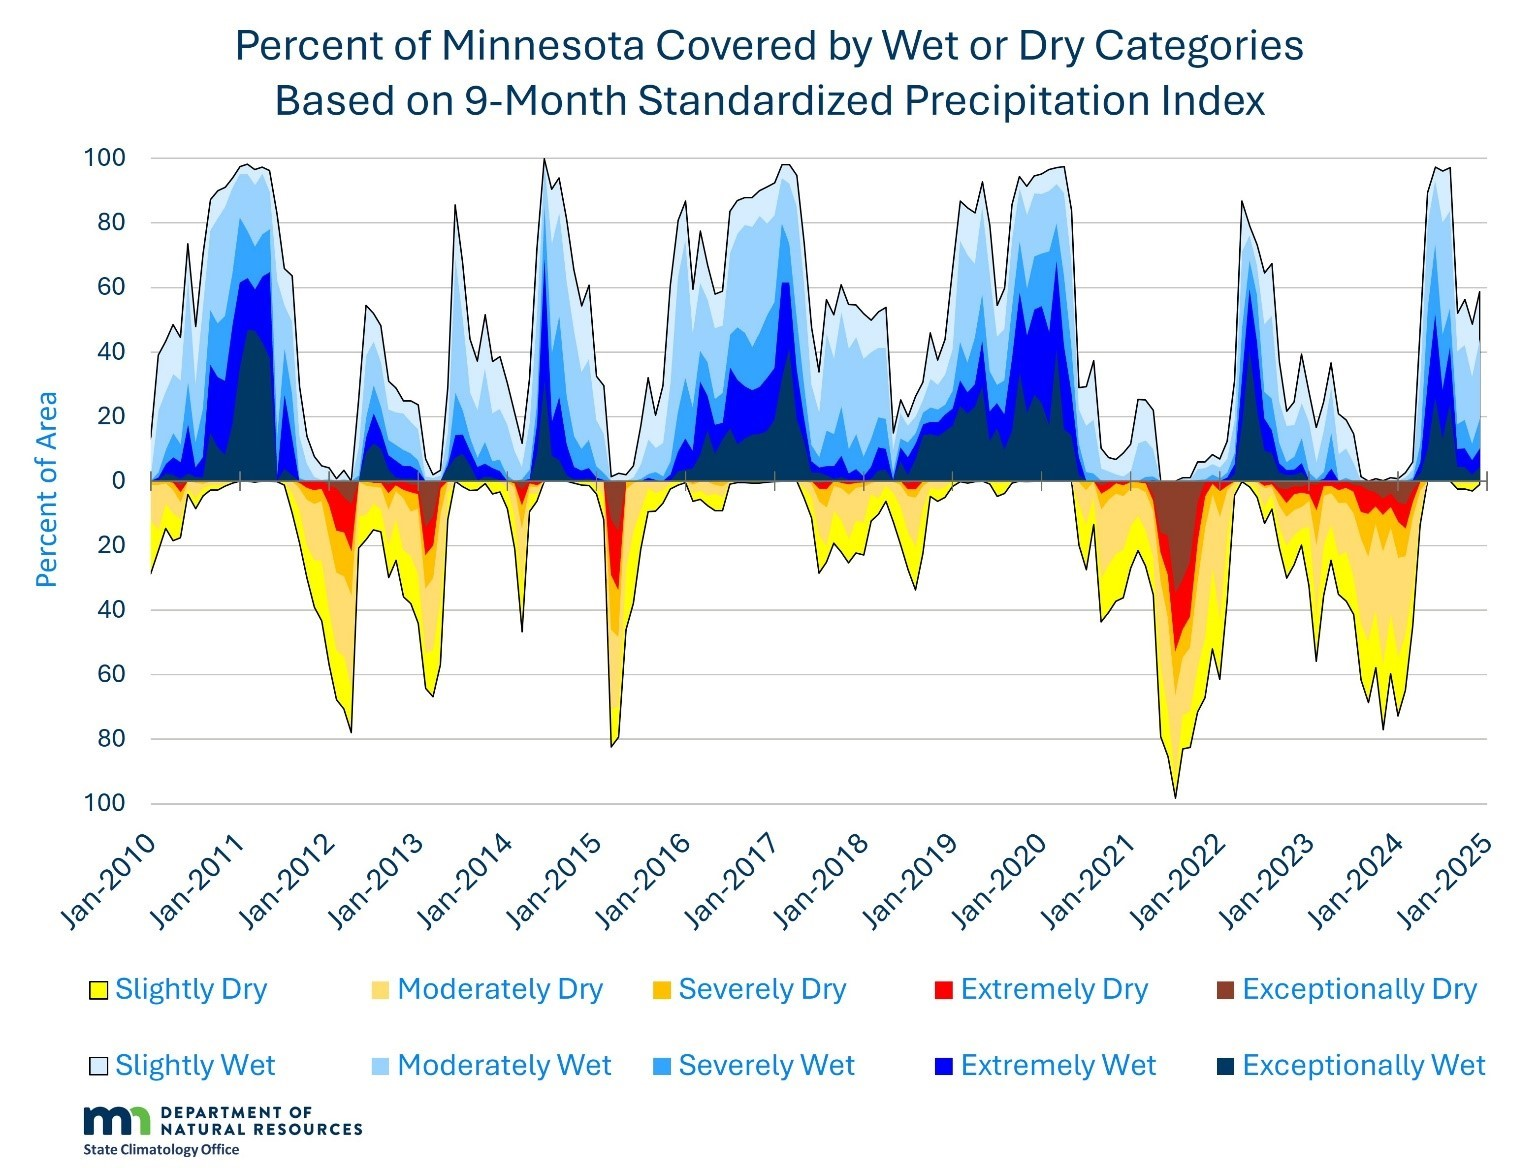 Percent of Minnesota Covered by Wet or Dry Categories
Based on 9-Month Standardized Precipitation Index
Percent of Area
100
80
60
40
20
0
20
40
60
80
100
Jan-2010
Jan-2011
Jan-2012
Jan-2013
Jan-2014
Jan-2015
Jan-2016
Jan-2017
Jan-2018
Jan-2019
Jan-2020
Jan-2021
Jan-2022
Jan-2023
Jan-2024
Jan-2025
Slightly Dry Moderately Dry Severely Dry Extremely Dry Exceptionally Dry
Slightly Wet Moderately Wet Severely Wet Extremely Wet Exceptionally Wet
mn DEPARTMENT OF
NATURAL RESOURCES
State Climatology Office